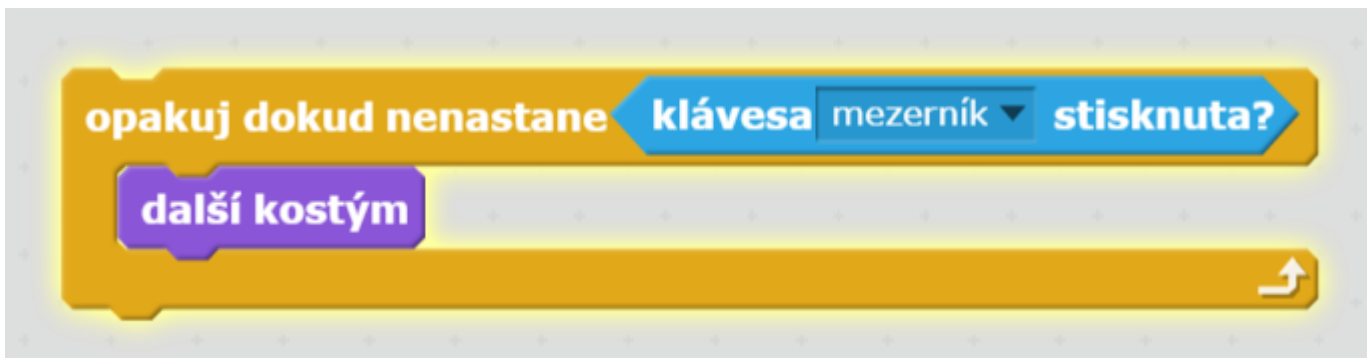 opakuj dokud nenastane klávesa mezerník stisknuta?
další kostým